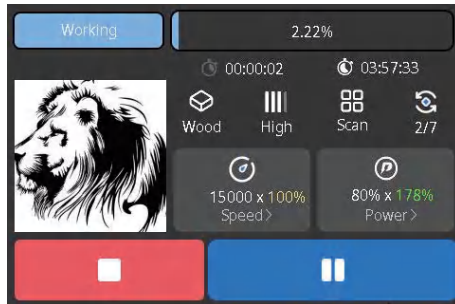 Working
2.22%
00:00:02
03:57:33
Wood
High
Scan
2/7
15000 x 100%
Speed >
80% x 178%
Power >